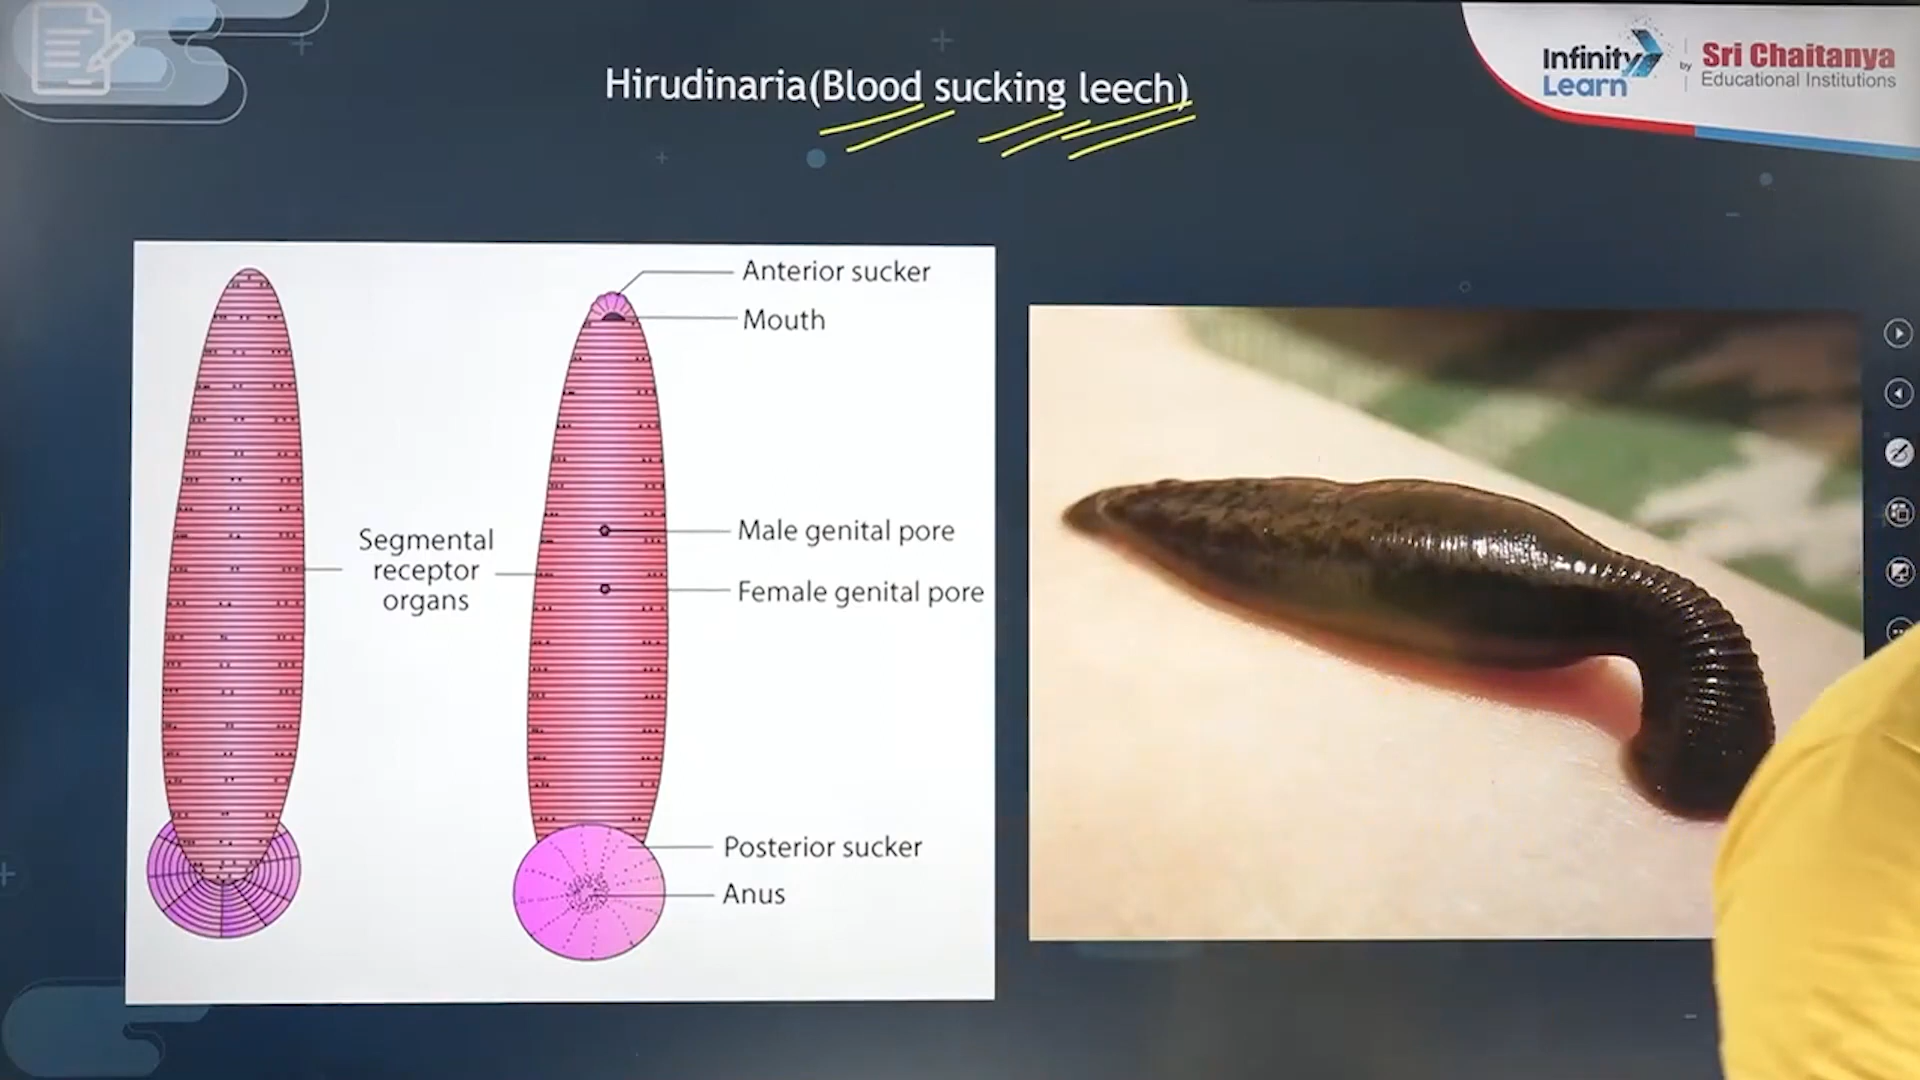 Hirudinaria(Blood sucking leech)
Infinity
Learn
by
Sri Chaitanya
Educational Institutions
Anterior sucker
Mouth
Segmental
receptor
organs
Male genital pore
Female genital pore
Posterior sucker
Anus